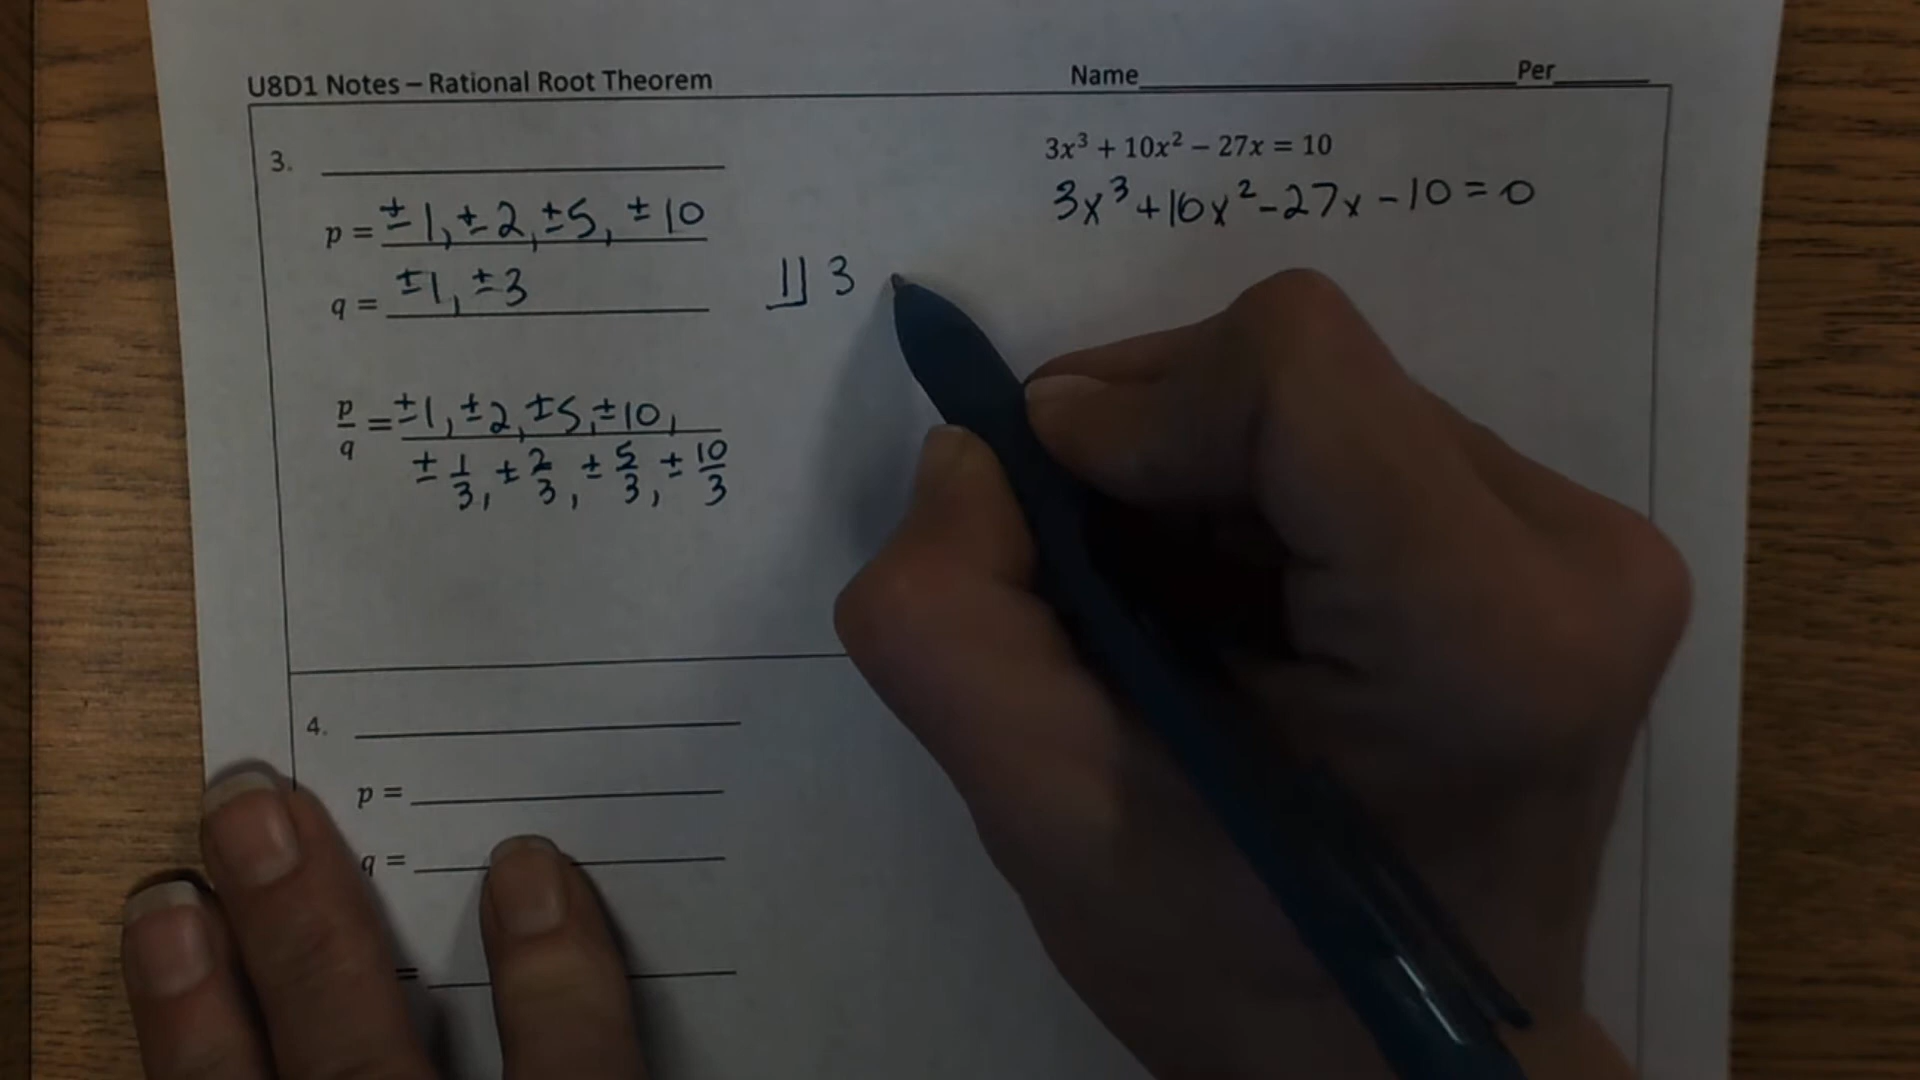 U8D1 Notes – Rational Root Theorem Name Per
3. 3x³ + 10x² – 27x = 10
3x³ + 10x² – 27x – 10 = 0
p = ±1, ±2, ±5, ±10
q = ±1, ±3
1⌋ 3
p/q = ±1, ±2, ±5, ±10,
±1/3, ±2/3, ±5/3, ±10/3
4.
p =
q =
=